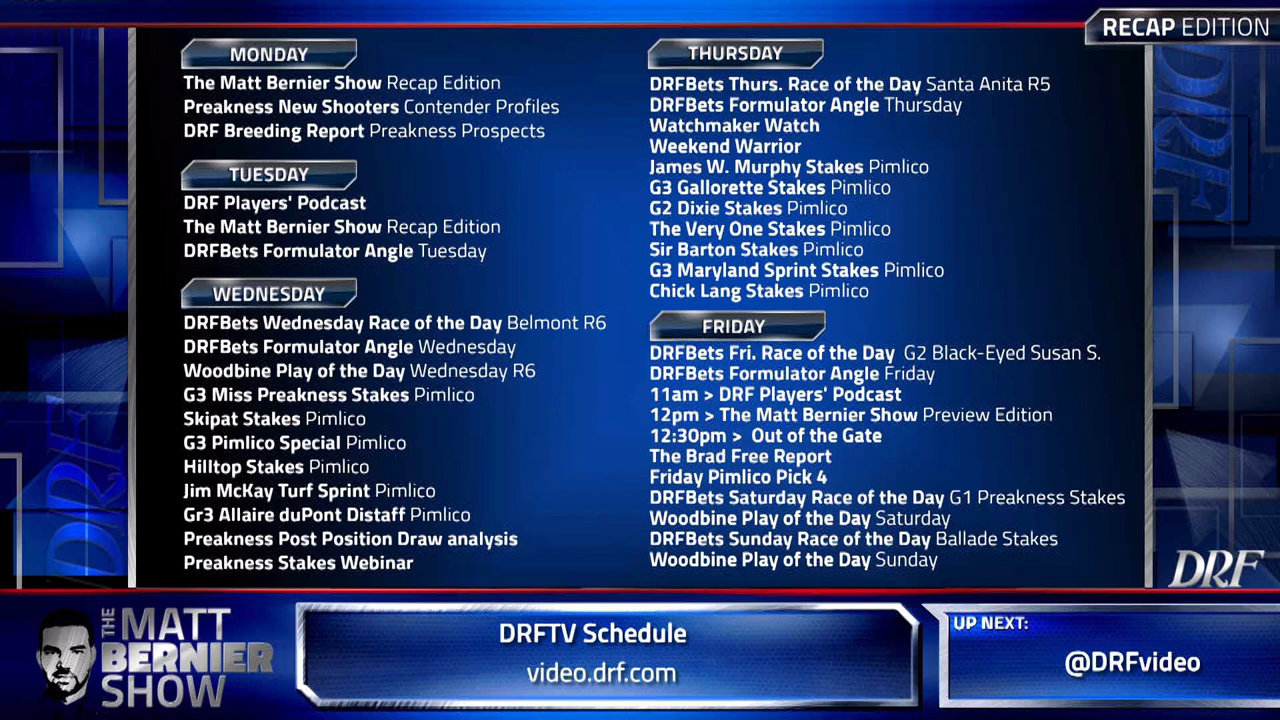 RECAP EDITION
MONDAY
The Matt Bernier Show Recap Edition
Preakness New Shooters Contender Profiles
DRF Breeding Report Preakness Prospects
TUESDAY
DRF Players' Podcast
The Matt Bernier Show Recap Edition
DRFBets Formulator Angle Tuesday
WEDNESDAY
DRFBets Wednesday Race of the Day Belmont R6
DRFBets Formulator Angle Wednesday
Woodbine Play of the Day Wednesday R6
G3 Miss Preakness Stakes Pimlico
Skipat Stakes Pimlico
G3 Pimlico Special Pimlico
Hilltop Stakes Pimlico
Jim McKay Turf Sprint Pimlico
Gr3 Allaire duPont Distaff Pimlico
Preakness Post Position Draw analysis
Preakness Stakes Webinar
THURSDAY
DRFBets Thurs. Race of the Day Santa Anita R5
DRFBets Formulator Angle Thursday
Watchmaker Watch
Weekend Warrior
James W. Murphy Stakes Pimlico
G3 Gallorette Stakes Pimlico
G2 Dixie Stakes Pimlico
The Very One Stakes Pimlico
Sir Barton Stakes Pimlico
G3 Maryland Sprint Stakes Pimlico
Chick Lang Stakes Pimlico
FRIDAY
DRFBets Fri. Race of the Day G2 Black-Eyed Susan S.
DRFBets Formulator Angle Friday
11am > DRF Players' Podcast
12pm > The Matt Bernier Show Preview Edition
12:30pm > Out of the Gate
The Brad Free Report
Friday Pimlico Pick 4
DRFBets Saturday Race of the Day G1 Preakness Stakes
Woodbine Play of the Day Saturday
DRFBets Sunday Race of the Day Ballade Stakes
Woodbine Play of the Day Sunday
DRF
DRF
DRF
THE MATT
BERNIER
SHOW
DRFTV Schedule
video.drf.com
UP NEXT:
@DRFvideo